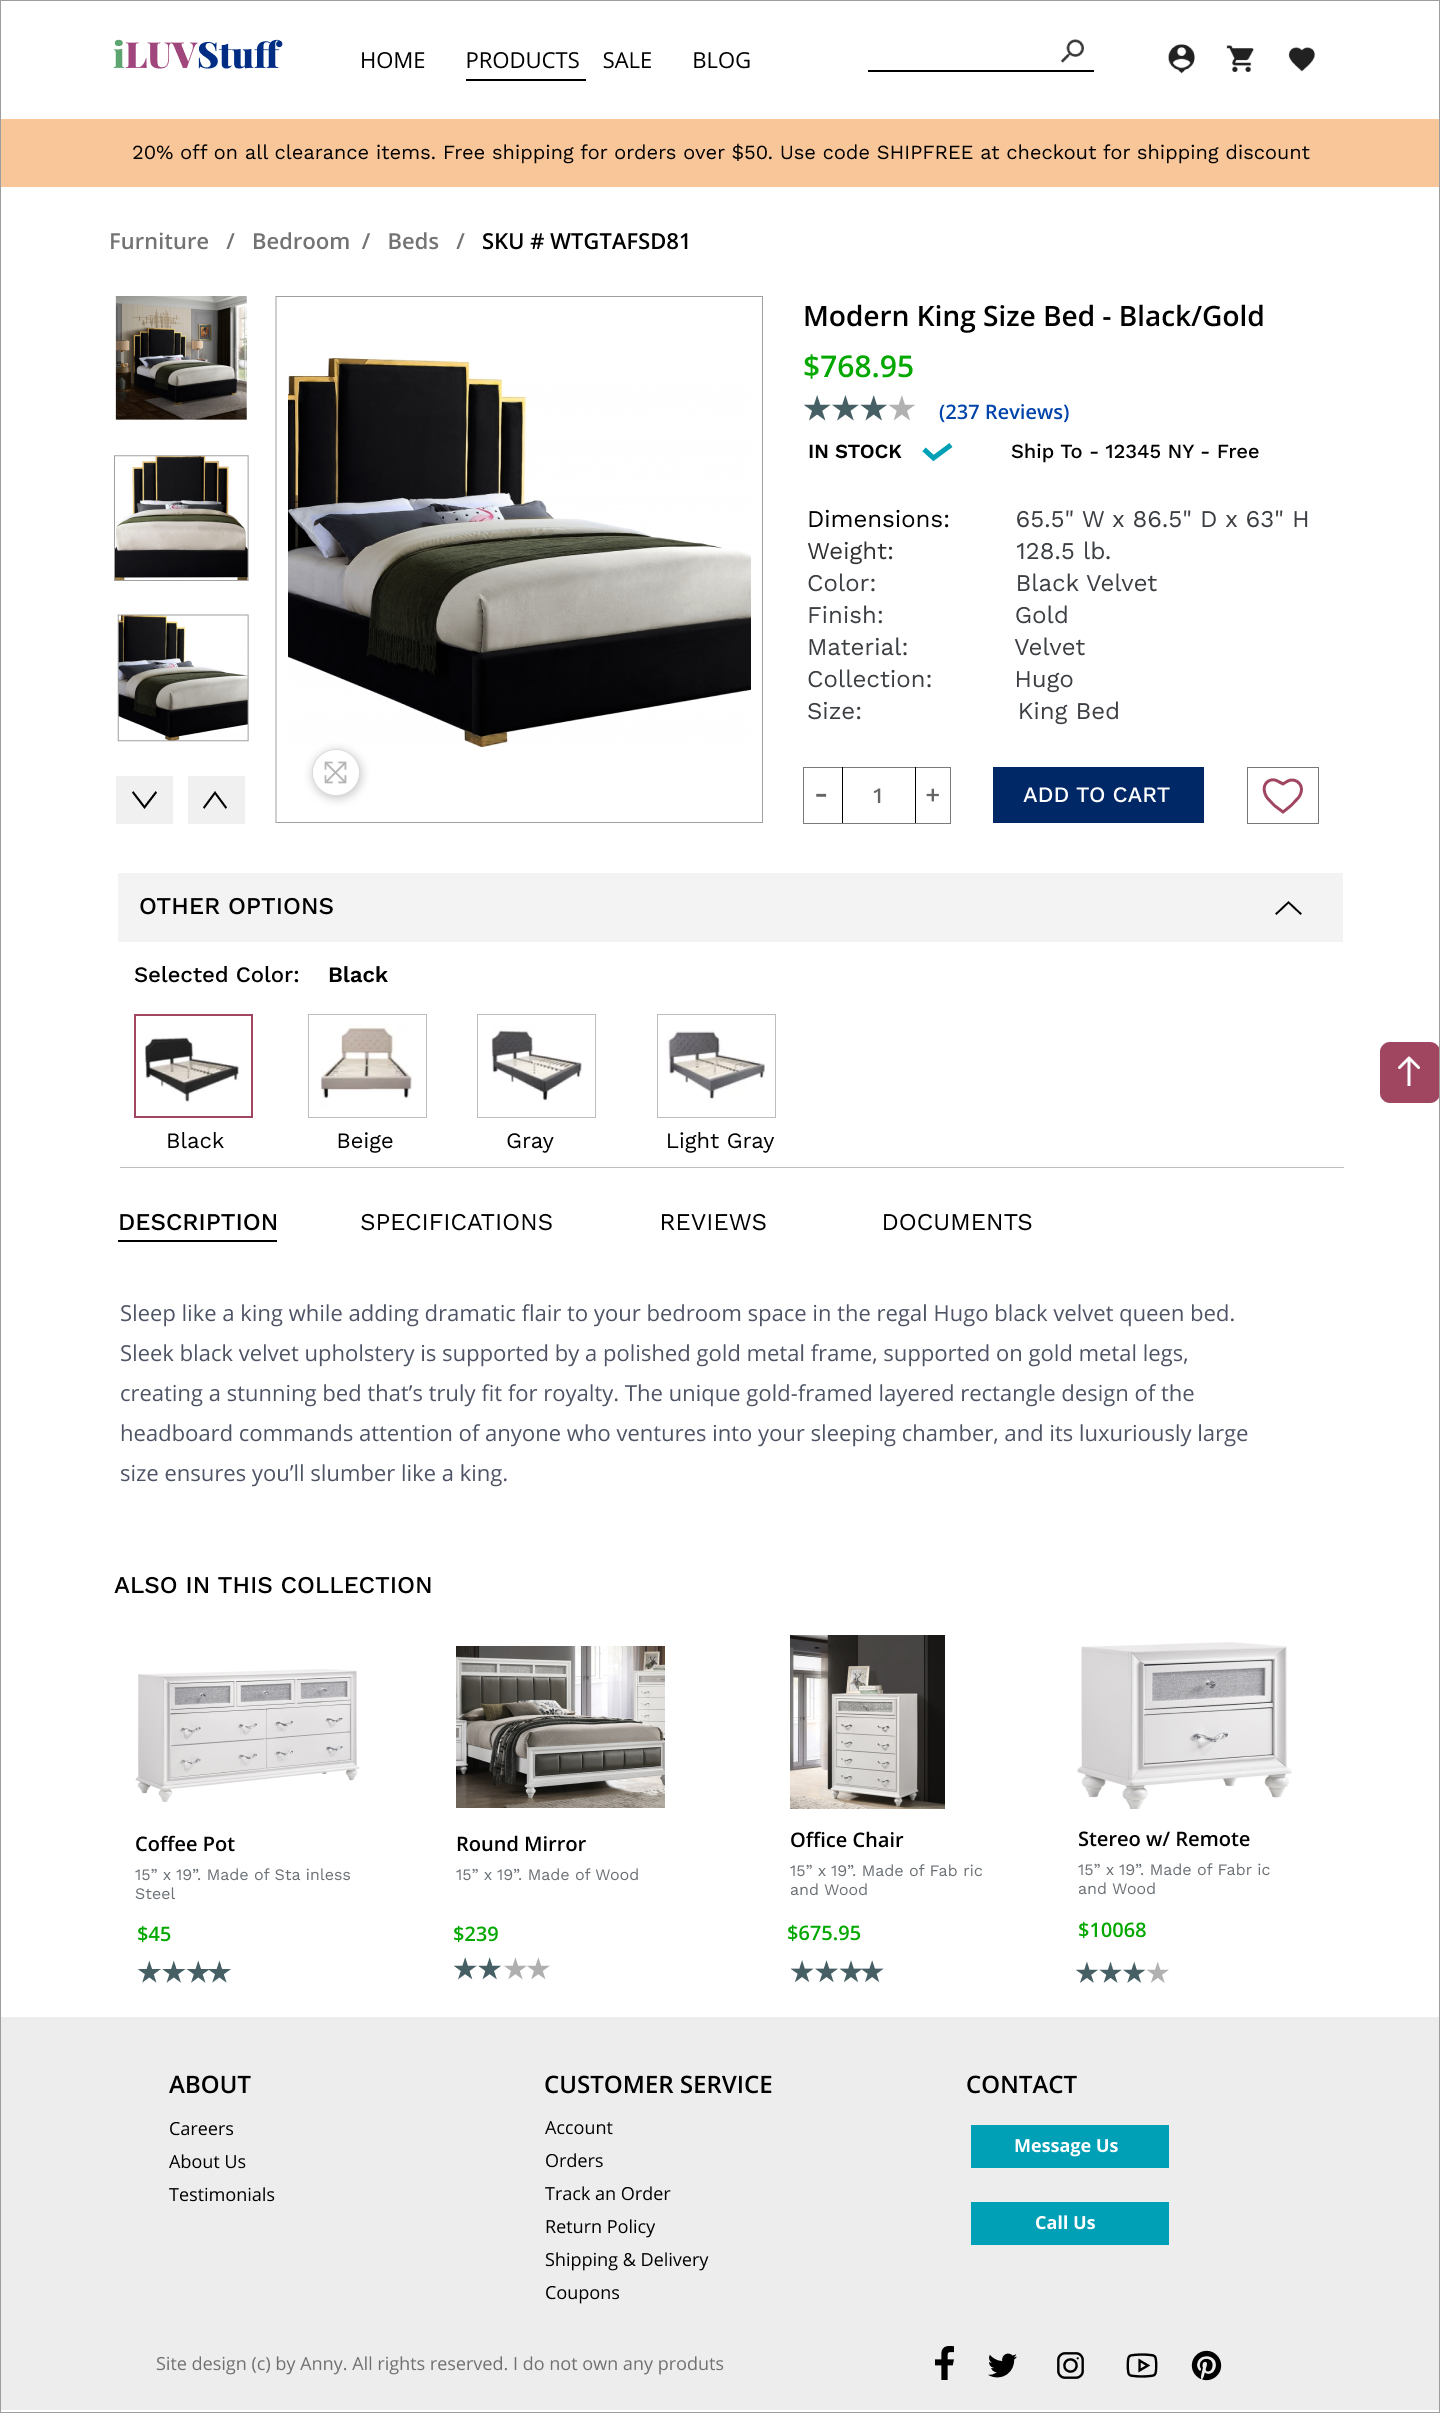 iLUVStuff
HOME PRODUCTS SALE BLOG
20% off on all clearance items. Free shipping for orders over $50. Use code SHIPFREE at checkout for shipping discount
Furniture / Bedroom / Beds / SKU # WTGTAFSD81
Modern King Size Bed - Black/Gold
$768.95
(237 Reviews)
IN STOCK Ship To - 12345 NY - Free
Dimensions: 65.5" W x 86.5" D x 63" H
Weight: 128.5 lb.
Color: Black Velvet
Finish: Gold
Material: Velvet
Collection: Hugo
Size: King Bed
- 1 + ADD TO CART
OTHER OPTIONS
Selected Color: Black
Black Beige Gray Light Gray
DESCRIPTION SPECIFICATIONS REVIEWS DOCUMENTS
Sleep like a king while adding dramatic flair to your bedroom space in the regal Hugo black velvet queen bed.
Sleek black velvet upholstery is supported by a polished gold metal frame, supported on gold metal legs,
creating a stunning bed that’s truly fit for royalty. The unique gold-framed layered rectangle design of the
headboard commands attention of anyone who ventures into your sleeping chamber, and its luxuriously large
size ensures you’ll slumber like a king.
ALSO IN THIS COLLECTION
Coffee Pot
15” x 19”. Made of Sta inless
Steel
$45
Round Mirror
15” x 19”. Made of Wood
$239
Office Chair
15” x 19”. Made of Fab ric
and Wood
$675.95
Stereo w/ Remote
15” x 19”. Made of Fabr ic
and Wood
$10068
ABOUT
Careers
About Us
Testimonials
CUSTOMER SERVICE
Account
Orders
Track an Order
Return Policy
Shipping & Delivery
Coupons
CONTACT
Message Us
Call Us
Site design (c) by Anny. All rights reserved. I do not own any produts